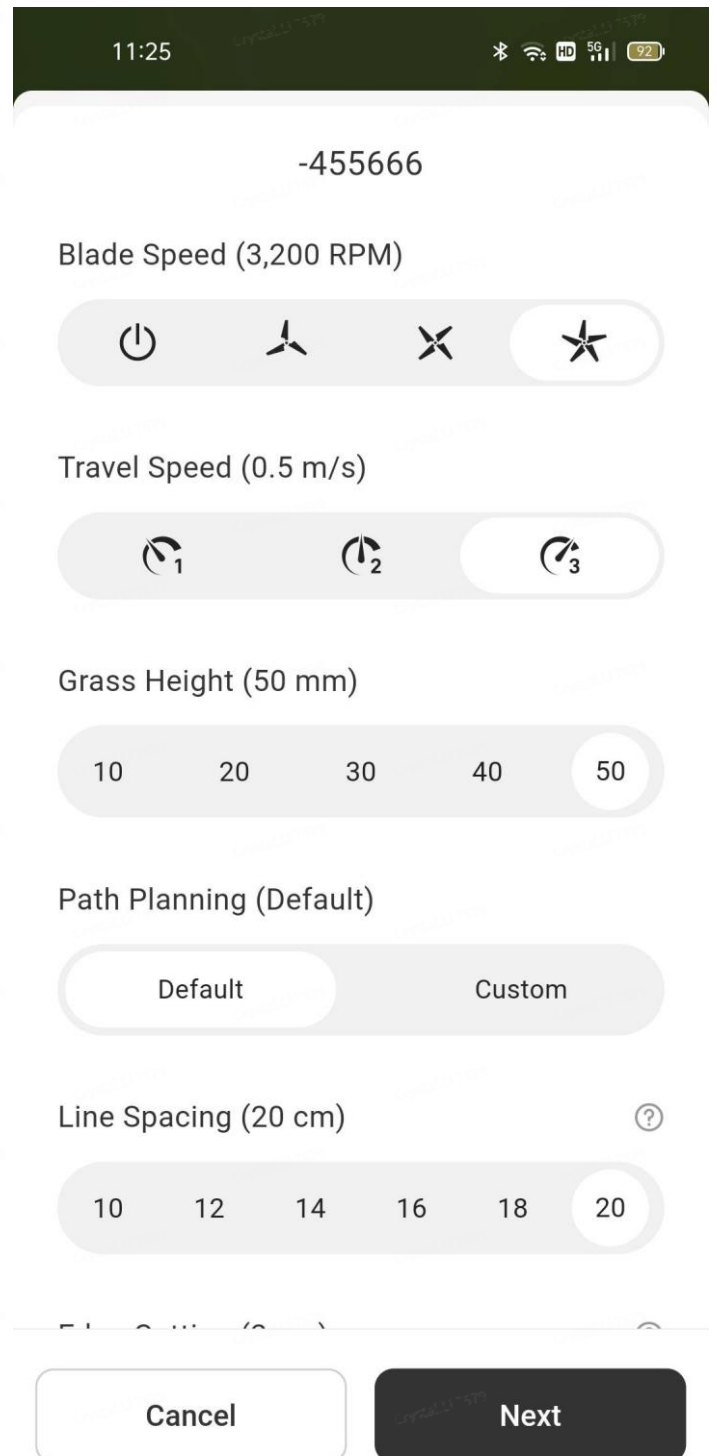 11:25 HD 5G 92
-455666
Blade Speed (3,200 RPM)
Travel Speed (0.5 m/s)
1 2 3
Grass Height (50 mm)
10 20 30 40 50
Path Planning (Default)
Default Custom
Line Spacing (20 cm) ?
10 12 14 16 18 20
Cancel Next